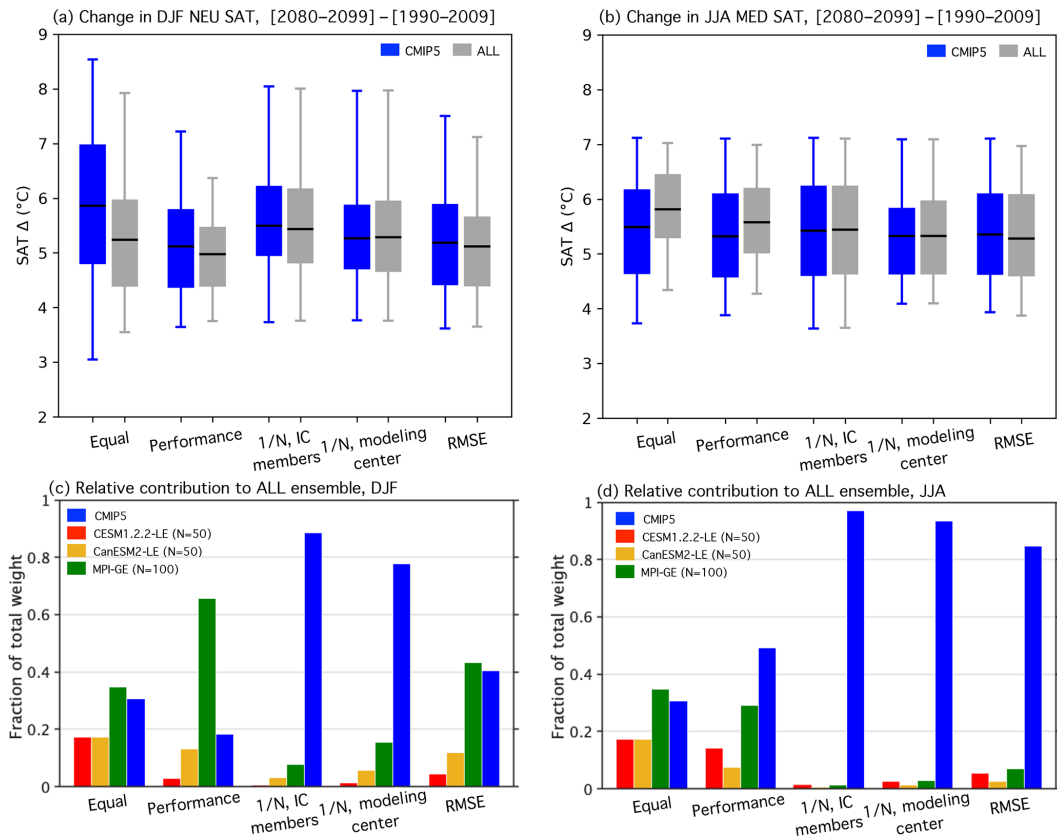 (a) Change in DJF NEU SAT, [2080–2099]–[1990–2009]
9
8
7
6
5
4
3
2
SAT Δ (°C)
CMIP5
ALL
Equal
Performance
1/N, IC
members
1/N, modeling
center
RMSE
(b) Change in JJA MED SAT, [2080–2099]–[1990–2009]
9
8
7
6
5
4
3
2
SAT Δ (°C)
CMIP5
ALL
Equal
Performance
1/N, IC
members
1/N, modeling
center
RMSE
(c) Relative contribution to ALL ensemble, DJF
1
0.8
0.6
0.4
0.2
0
Fraction of total weight
CMIP5
CESM1.2.2-LE (N=50)
CanESM2-LE (N=50)
MPI-GE (N=100)
Equal
Performance
1/N, IC
members
1/N, modeling
center
RMSE
(d) Relative contribution to ALL ensemble, JJA
1
0.8
0.6
0.4
0.2
0
Fraction of total weight
CMIP5
CESM1.2.2-LE (N=50)
CanESM2-LE (N=50)
MPI-GE (N=100)
Equal
Performance
1/N, IC
members
1/N, modeling
center
RMSE